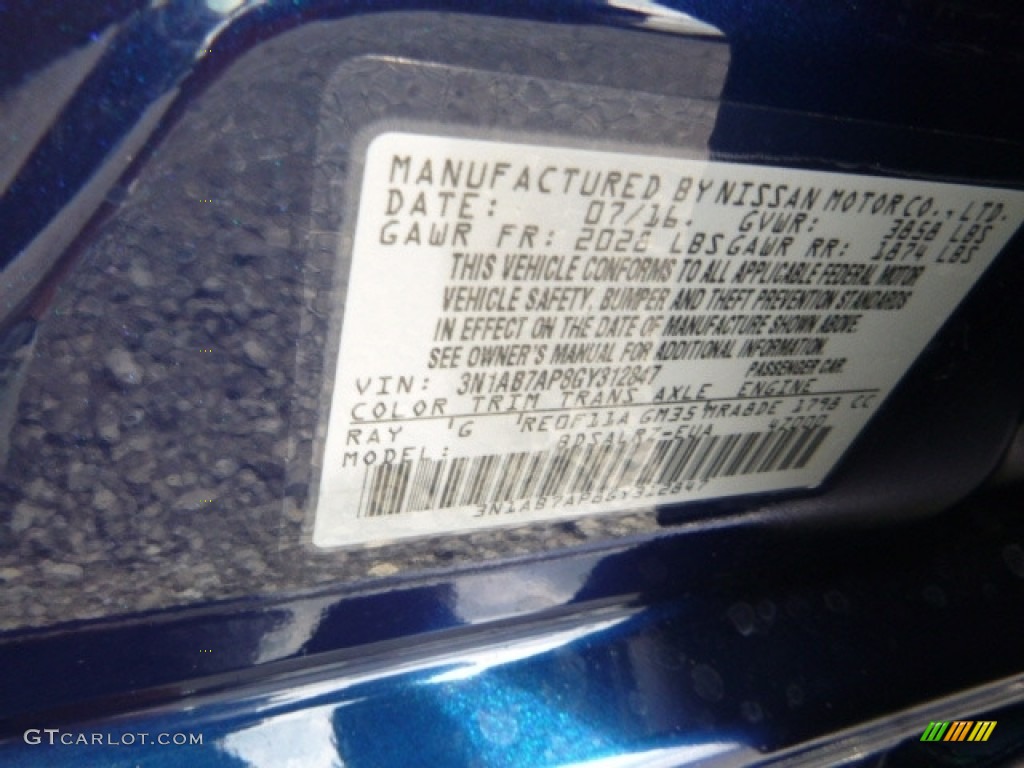 MANUFACTURED BY NISSAN MOTOR CO., LTD.
DATE: 07/16. GVWR: 3858 LBS
GAWR FR: 2028 LBS GAWR RR: 1874 LBS
THIS VEHICLE CONFORMS TO ALL APPLICABLE FEDERAL MOTOR
VEHICLE SAFETY, BUMPER AND THEFT PREVENTION STANDARDS
IN EFFECT ON THE DATE OF MANUFACTURE SHOWN ABOVE
SEE OWNER'S MANUAL FOR ADDITIONAL INFORMATION.
VIN: 3N1AB7AP8GY312847 PASSENGER CAR.
COLOR TRIM TRANS AXLE ENGINE
RAY 'G 'RE0F11A GM35 'MRA8DE 1798 CC
MODEL: 42000
3N1AB7AP8GY312847
GTCARLOT.COM